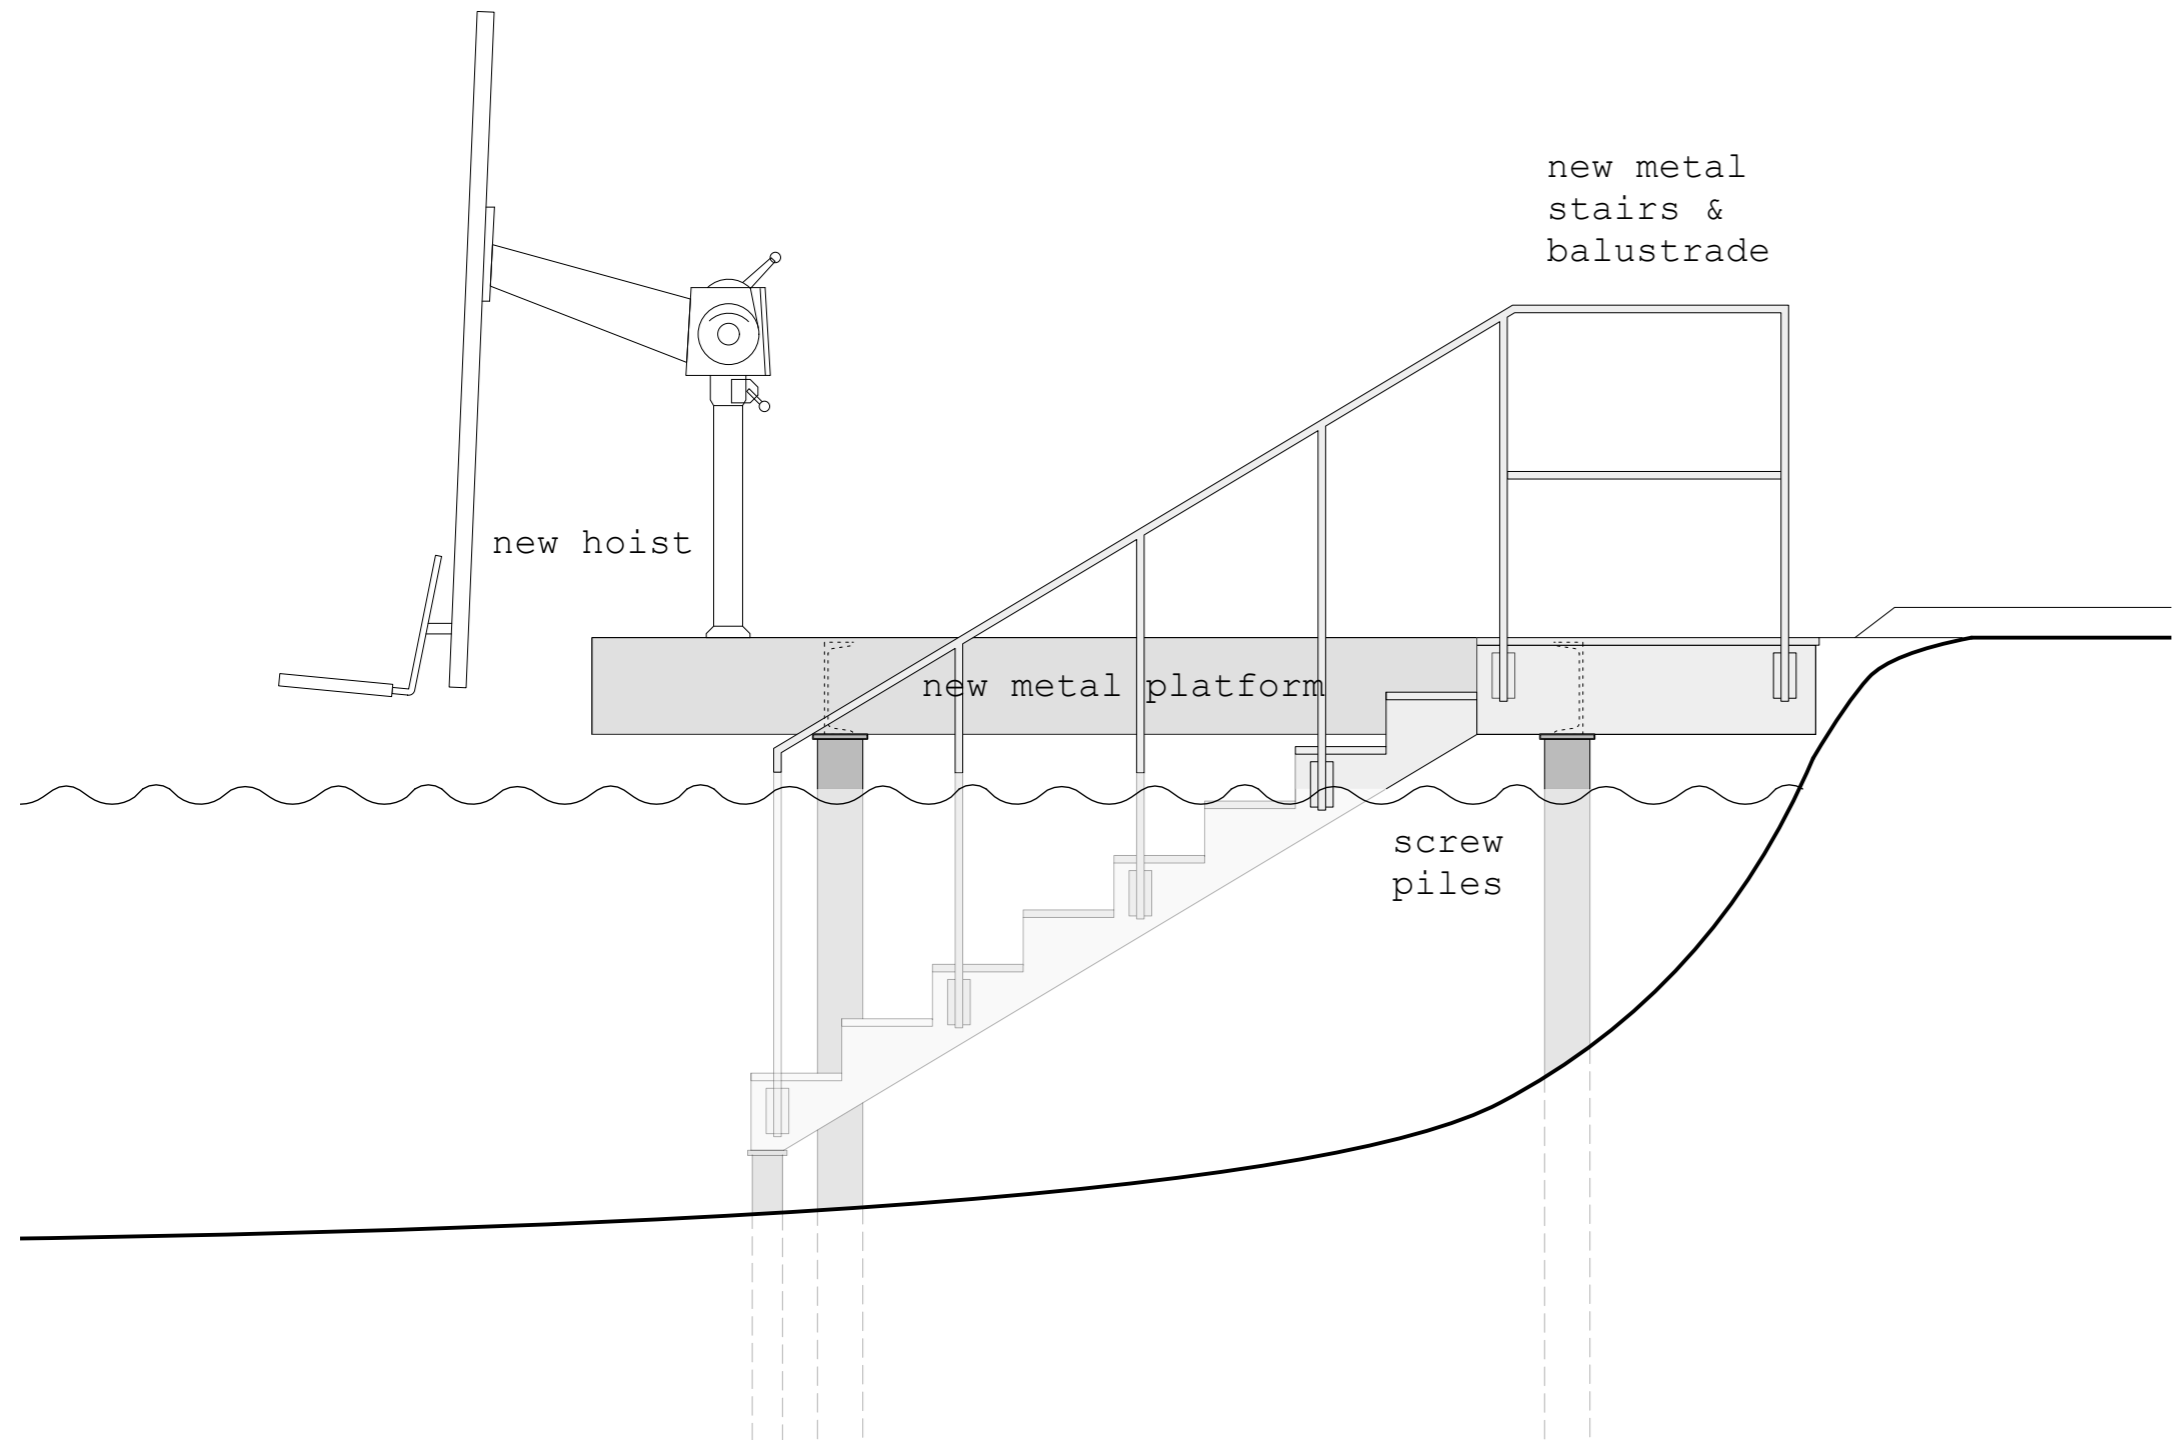 new metal
stairs &
balustrade
new hoist
new metal platform
screw
piles